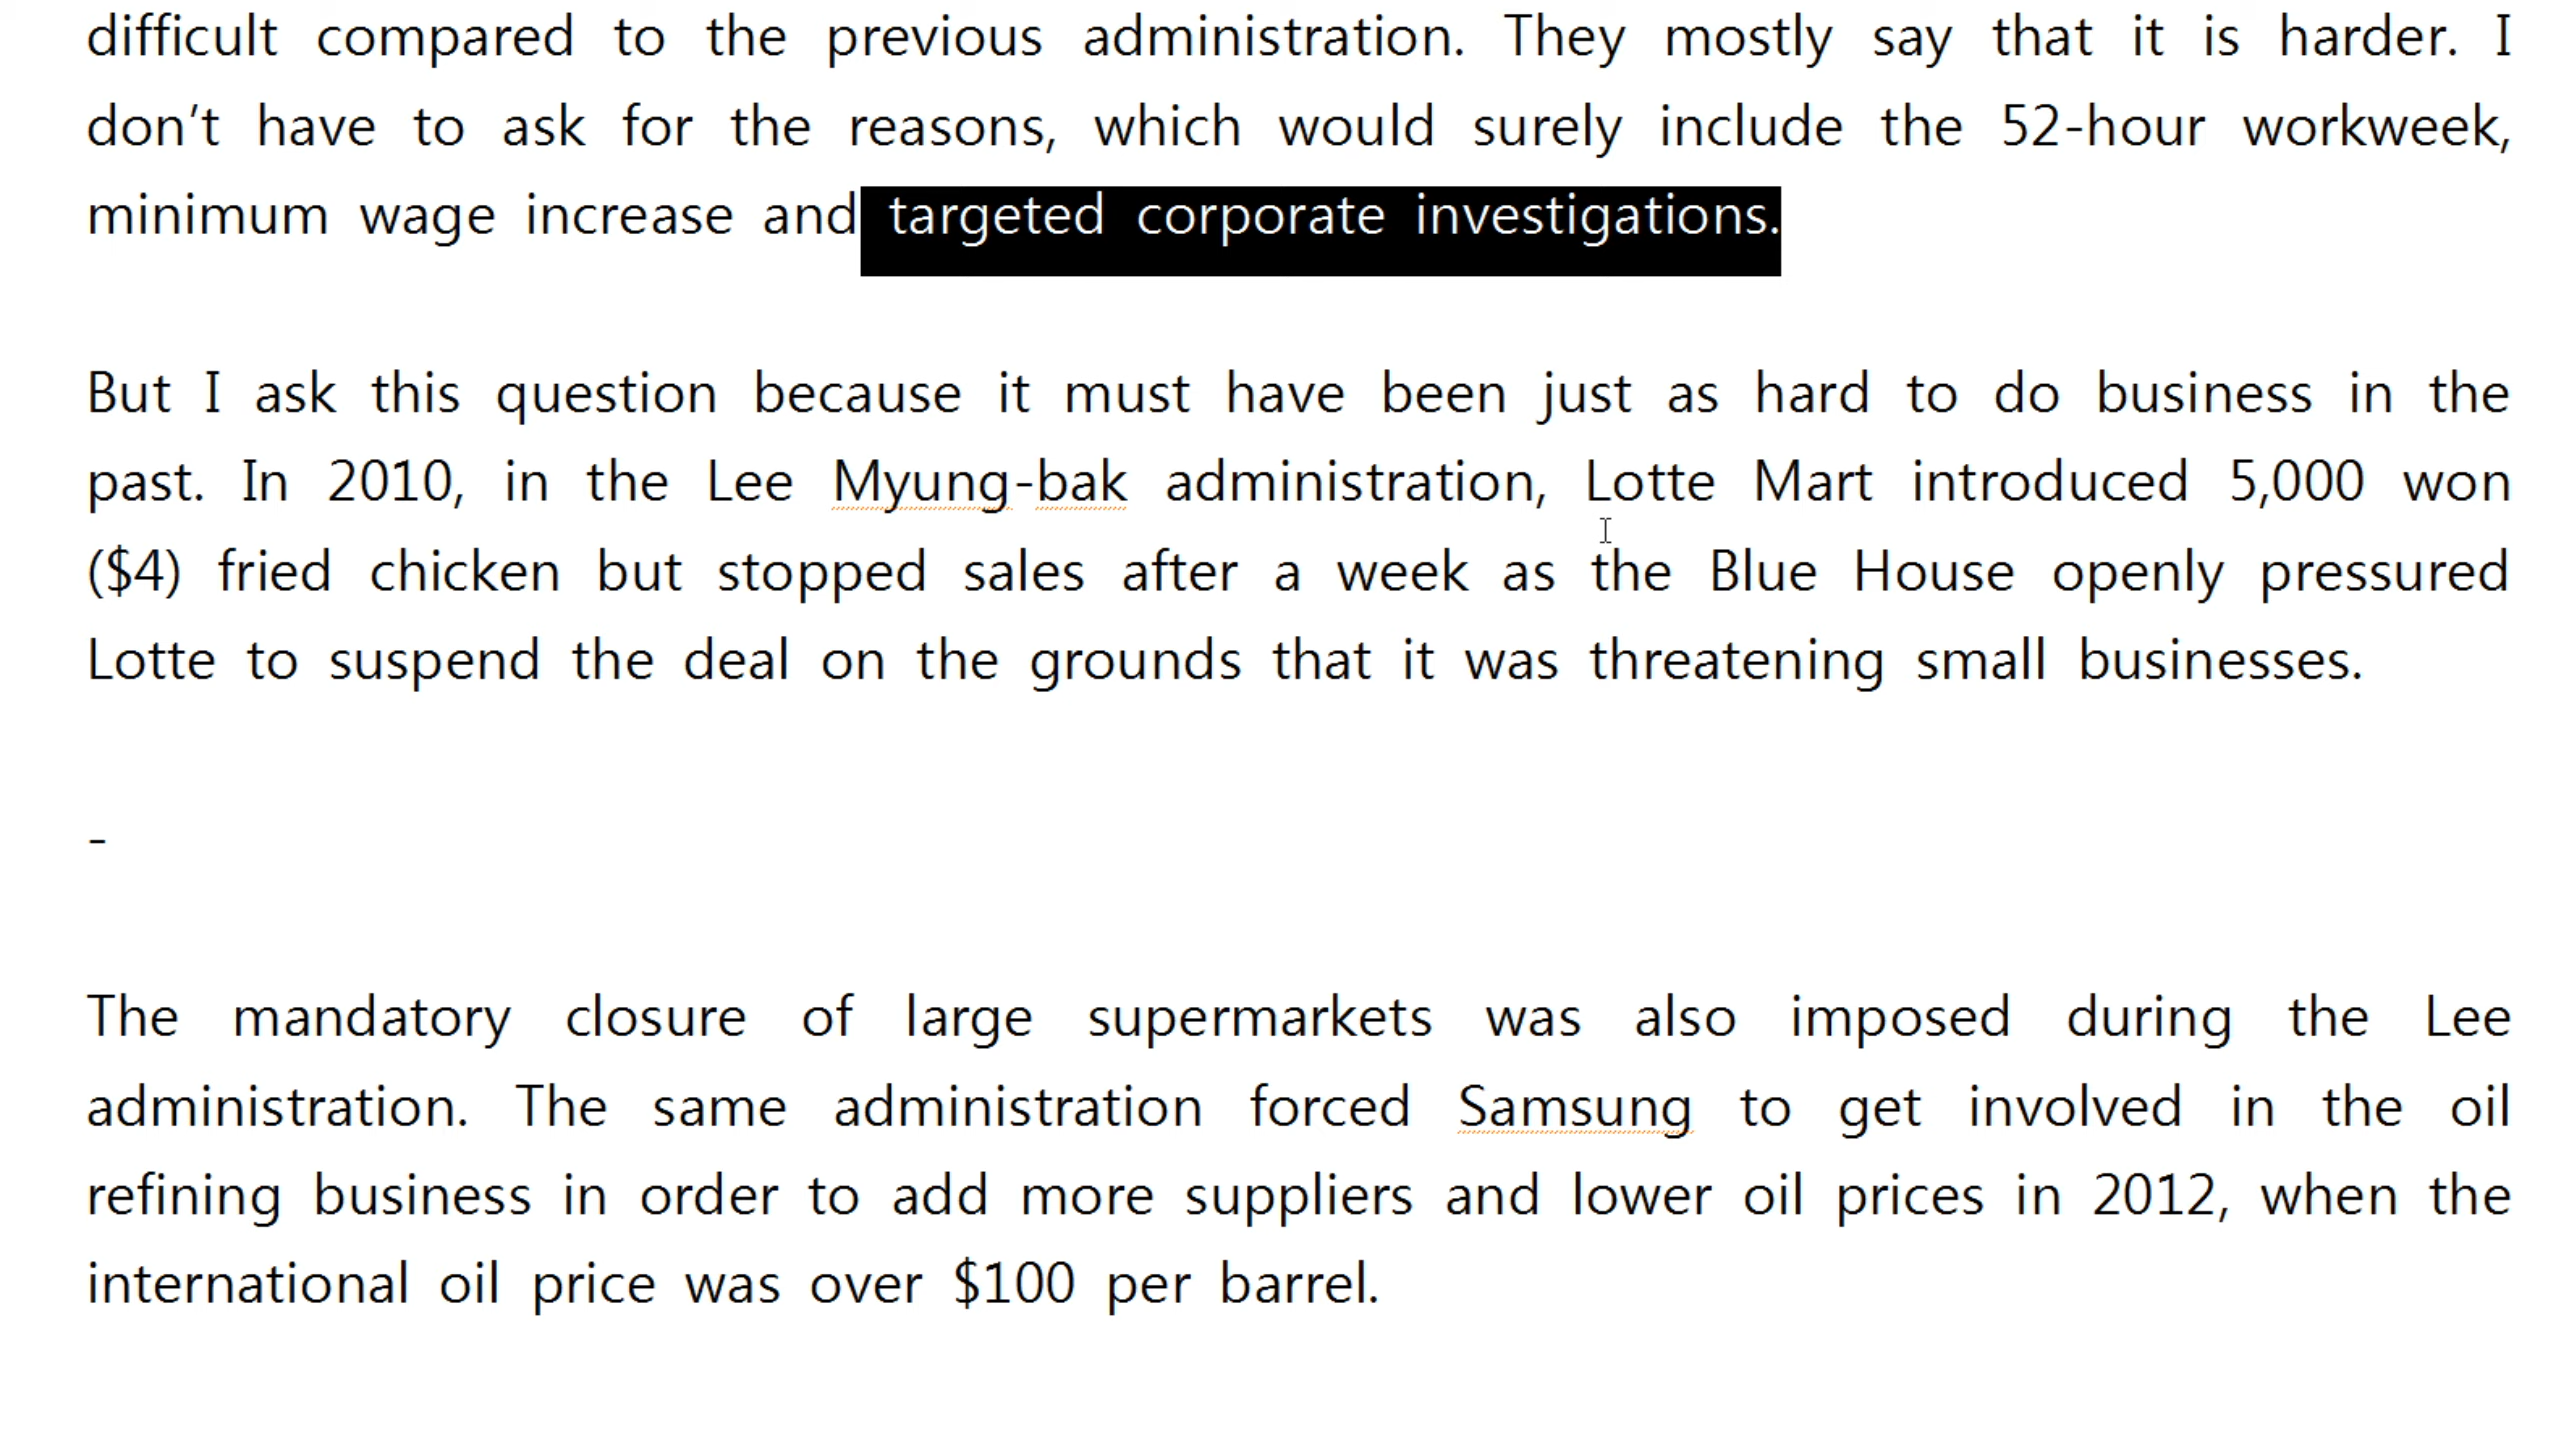 difficult compared to the previous administration. They mostly say that it is harder. I
don't have to ask for the reasons, which would surely include the 52-hour workweek,
minimum wage increase and targeted corporate investigations.
But I ask this question because it must have been just as hard to do business in the
past. In 2010, in the Lee Myung-bak administration, Lotte Mart introduced 5,000 won
($4) fried chicken but stopped sales after a week as the Blue House openly pressured
Lotte to suspend the deal on the grounds that it was threatening small businesses.
-
The mandatory closure of large supermarkets was also imposed during the Lee
administration. The same administration forced Samsung to get involved in the oil
refining business in order to add more suppliers and lower oil prices in 2012, when the
international oil price was over $100 per barrel.